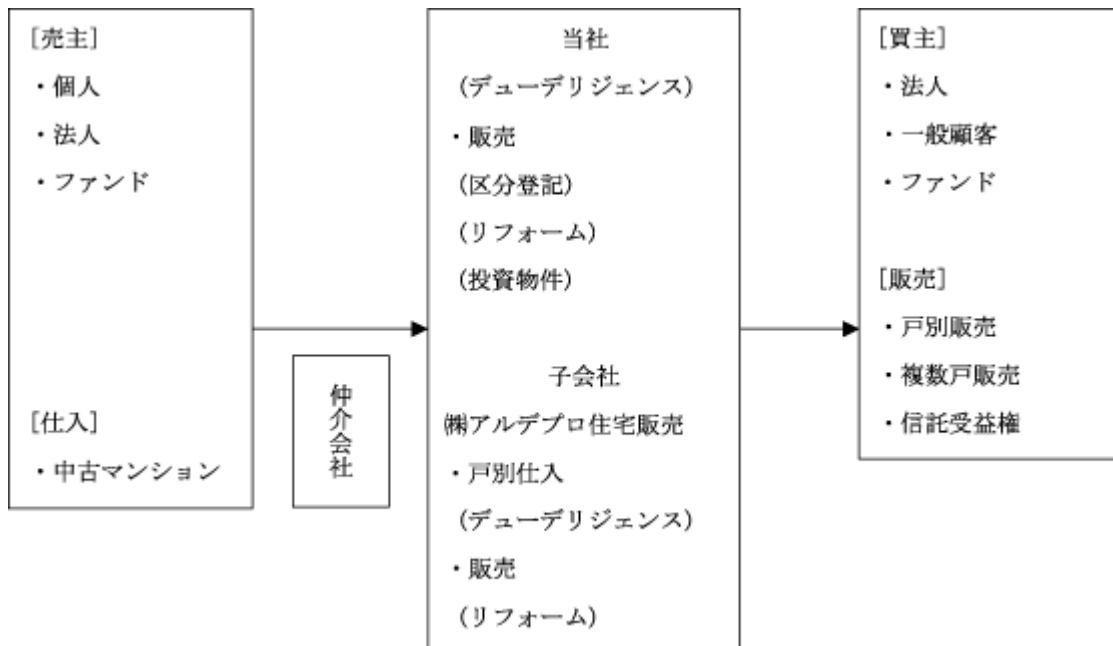 [売主]
・個人
・法人
・ファンド
[仕入]
・中古マンション
仲介会社
当社
(デューデリジェンス)
・販売
(区分登記)
(リフォーム)
(投資物件)
子会社
㈱アルデプロ住宅販売
・戸別仕入
(デューデリジェンス)
・販売
(リフォーム)
[買主]
・法人
・一般顧客
・ファンド
[販売]
・戸別販売
・複数戸販売
・信託受益権